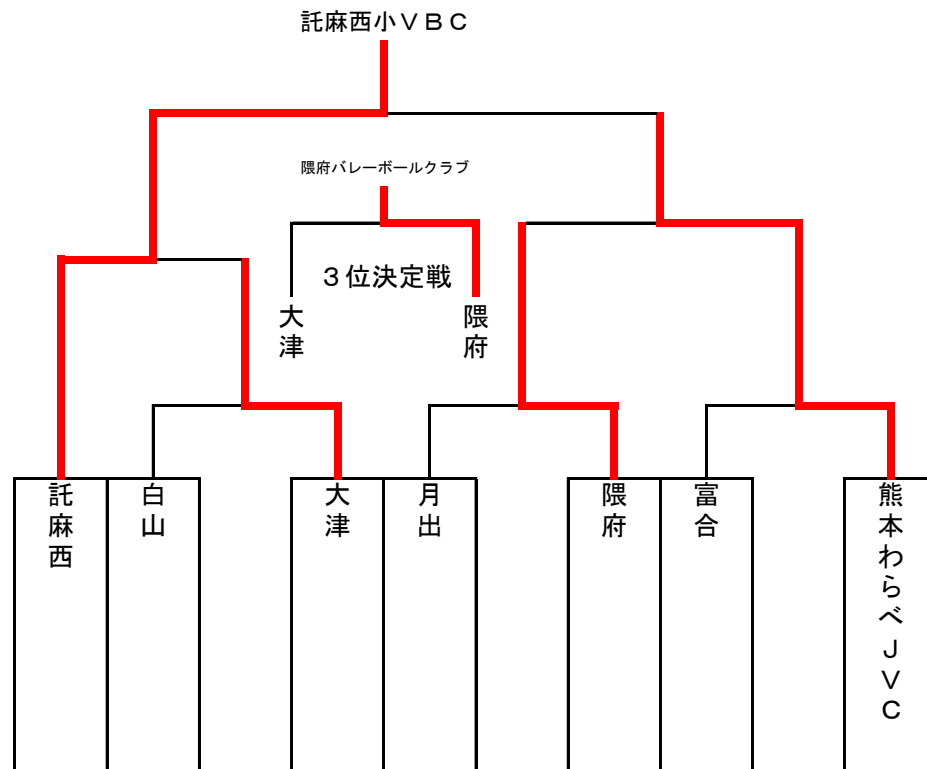 託麻西小ＶＢＣ
隈府バレーボールクラブ
３位決定戦
大津
隈府
託麻西
白山
大津
月出
隈府
富合
熊本わらべＪＶＣ